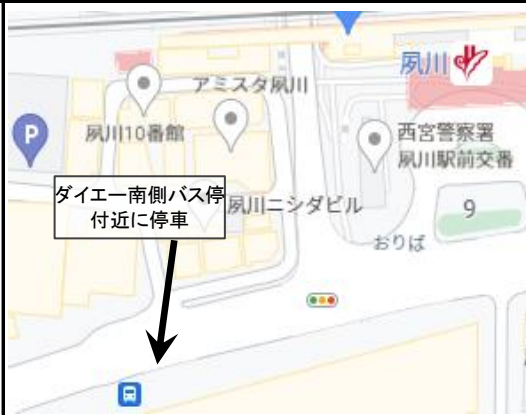 夙川
アミスタ夙川
P
夙川10番館
西宮警察署
夙川駅前交番
ダイエー南側バス停
付近に停車
夙川ニシダビル
9
おりば